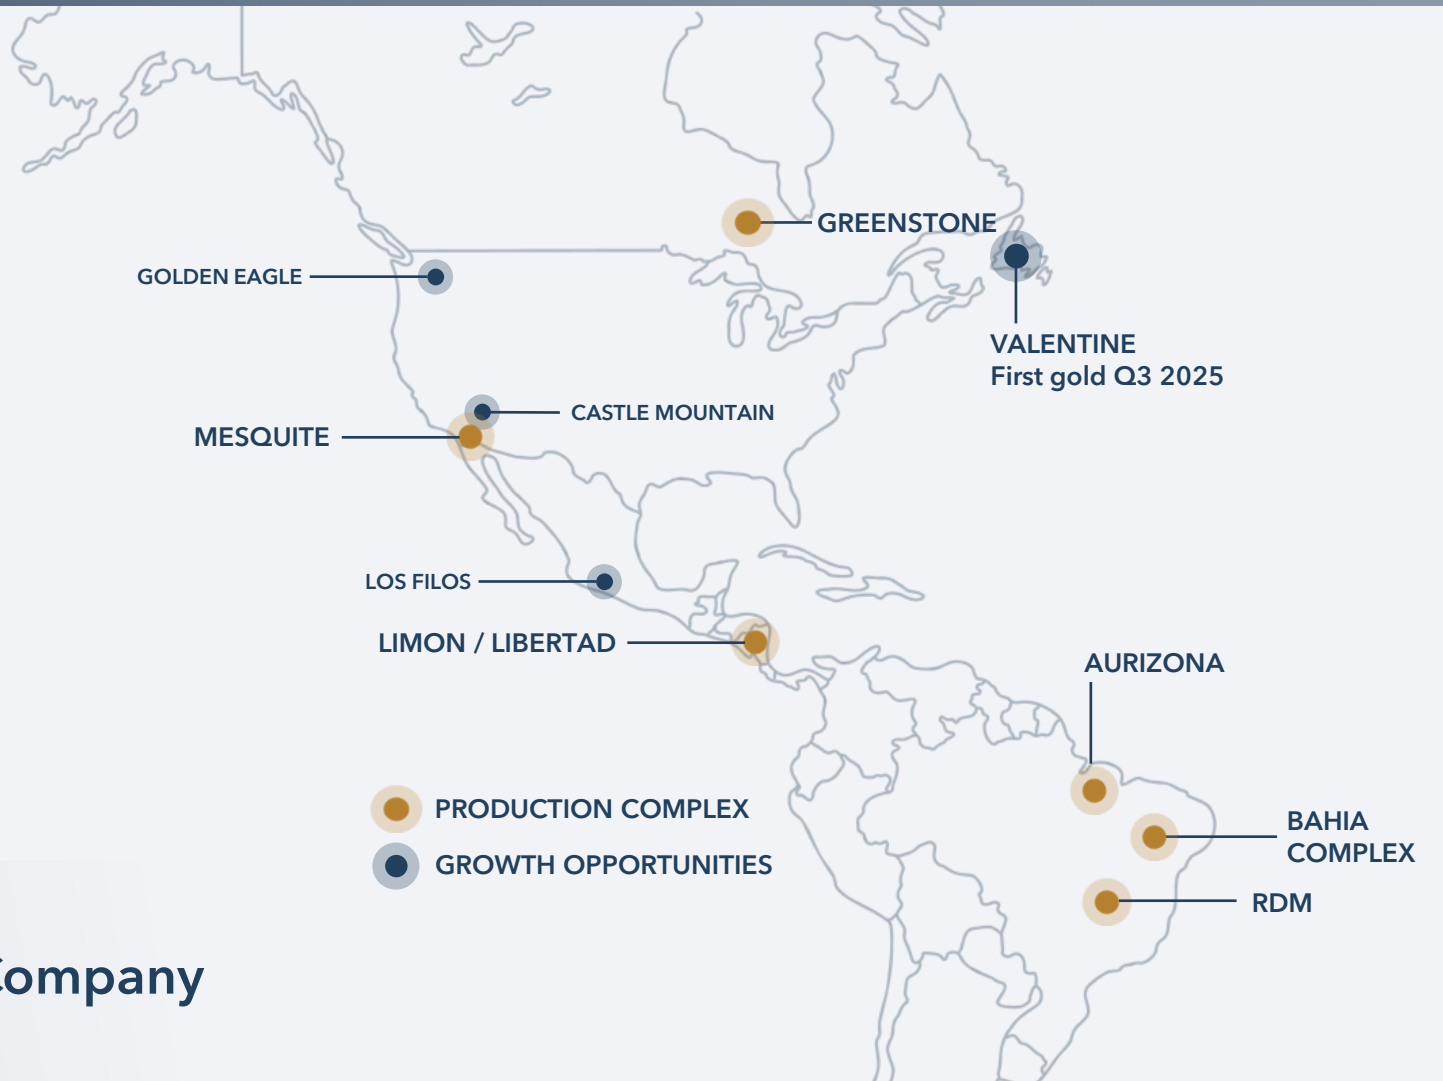 GREENSTONE
GOLDEN EAGLE
VALENTINE
First gold Q3 2025
CASTLE MOUNTAIN
MESQUITE
LOS FILOS
LIMON / LIBERTAD
AURIZONA
PRODUCTION COMPLEX
BAHIA
COMPLEX
GROWTH OPPORTUNITIES
RDM
Company